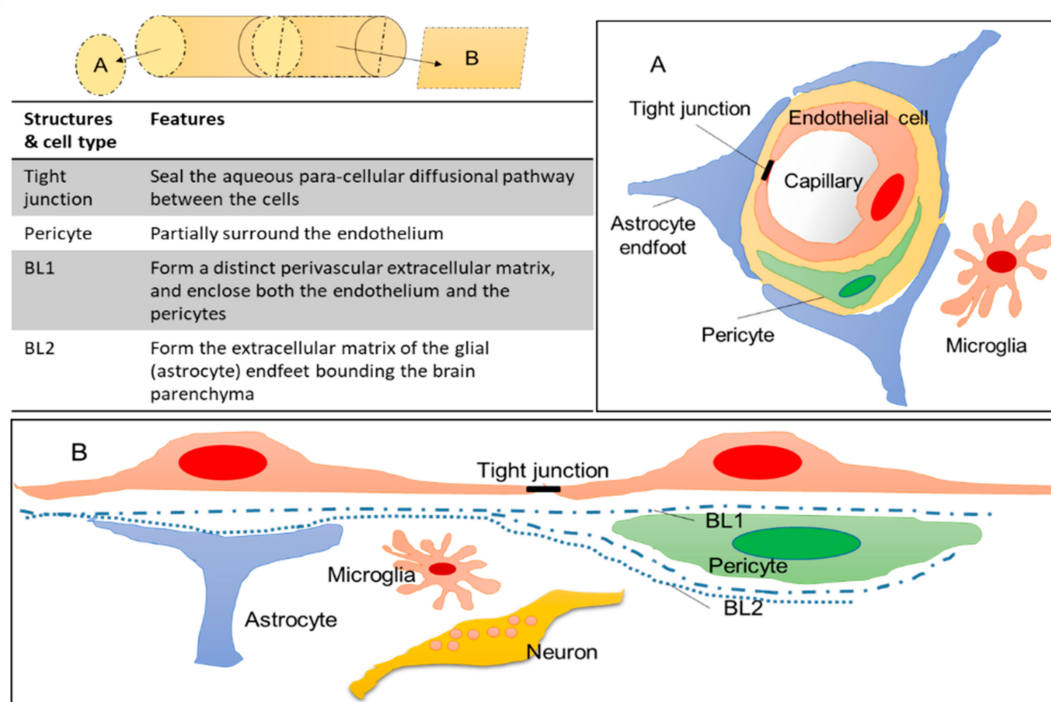 A
B
Structures & cell type
Features
Tight junction
Seal the aqueous para-cellular diffusional pathway
between the cells
Pericyte
Partially surround the endothelium
BL1
Form a distinct perivascular extracellular matrix,
and enclose both the endothelium and the
pericytes
BL2
Form the extracellular matrix of the glial
(astrocyte) endfeet bounding the brain
parenchyma
A
Tight junction
Endothelial cell
Capillary
Astrocyte
endfoot
Pericyte
Microglia
B
Tight junction
BL1
Pericyte
Microglia
BL2
Astrocyte
Neuron